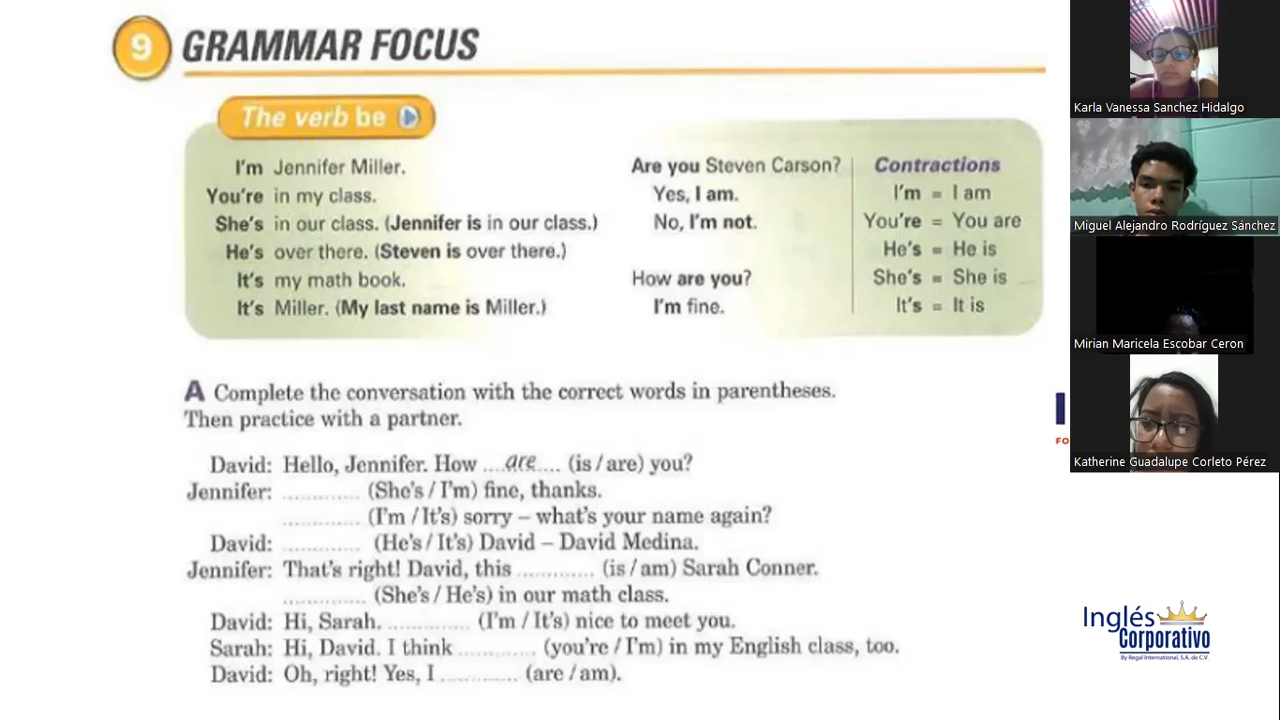 9 GRAMMAR FOCUS
The verb be
I'm Jennifer Miller.
You're in my class.
She's in our class. (Jennifer is in our class.)
He's over there. (Steven is over there.)
It's my math book.
It's Miller. (My last name is Miller.)
Are you Steven Carson?
Yes, I am.
No, I'm not.
How are you?
I'm fine.
Contractions
I'm = I am
You're = You are
He's = He is
She's = She is
It's = It is
A Complete the conversation with the correct words in parentheses.
Then practice with a partner.
David: Hello, Jennifer. How ....are.... (is / are) you?
Jennifer: ............ (She's / I'm) fine, thanks.
............ (I'm / It's) sorry – what's your name again?
David: ............ (He's / It's) David – David Medina.
Jennifer: That's right! David, this ............ (is / am) Sarah Conner.
............ (She's / He's) in our math class.
David: Hi, Sarah. ............ (I'm / It's) nice to meet you.
Sarah: Hi, David. I think ............ (you're / I'm) in my English class, too.
David: Oh, right! Yes, I ............ (are / am).
Karla Vanessa Sanchez Hidalgo
Miguel Alejandro Rodríguez Sánchez
Mirian Maricela Escobar Ceron
Katherine Guadalupe Corleto Pérez
I
FO
Inglés
Corporativo
By Regal International, S.A. de C.V.